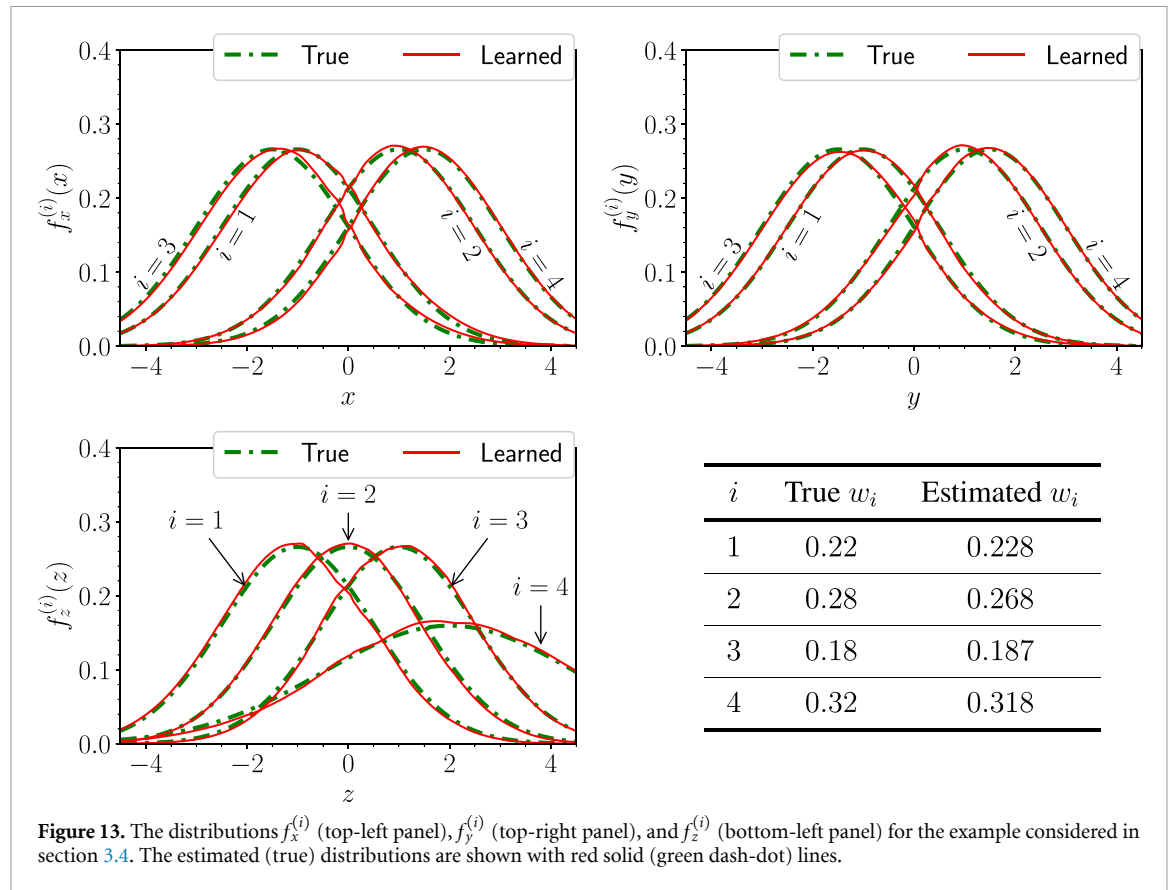 True Learned
0.4
0.3
0.2
0.1
0.0
f_x^{(i)}(x)
i = 3
i = 1
i = 2
i = 4
−4 −2 0 2 4
x
True Learned
0.4
0.3
0.2
0.1
0.0
f_y^{(i)}(y)
i = 3
i = 1
i = 2
i = 4
−4 −2 0 2 4
y
True Learned
0.4
0.3
0.2
0.1
0.0
f_z^{(i)}(z)
i = 1
i = 2
i = 3
i = 4
−4 −2 0 2 4
z
i True w_i Estimated w_i
1 0.22 0.228
2 0.28 0.268
3 0.18 0.187
4 0.32 0.318
Figure 13. The distributions f_x^{(i)} (top-left panel), f_y^{(i)} (top-right panel), and f_z^{(i)} (bottom-left panel) for the example considered in
section 3.4. The estimated (true) distributions are shown with red solid (green dash-dot) lines.